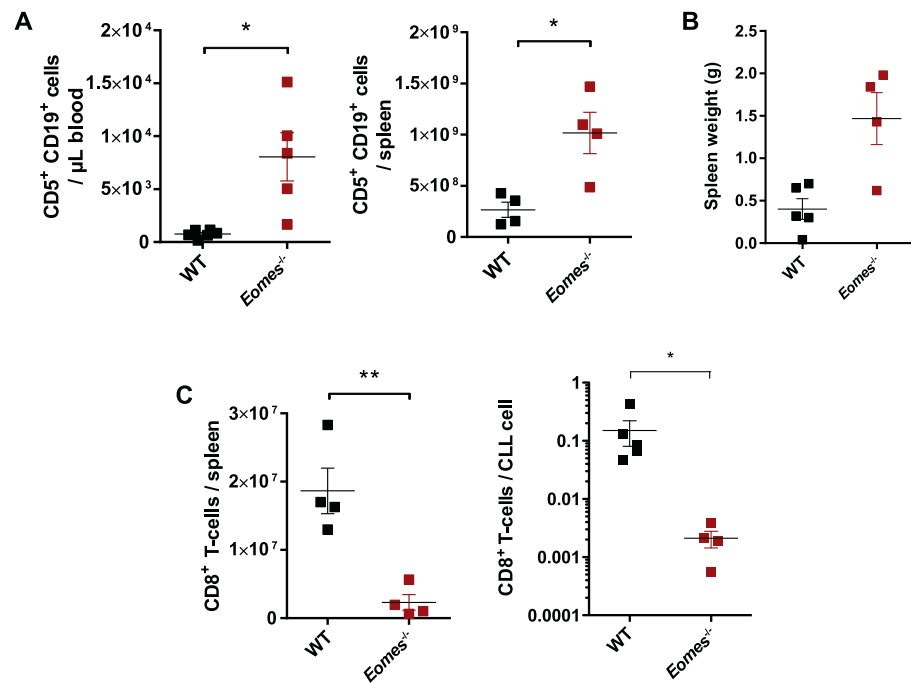 A
CD5⁺ CD19⁺ cells
/ µL blood
2×10⁴
1.5×10⁴
1×10⁴
5×10³
0
*
WT
Eomes⁻/⁻
CD5⁺ CD19⁺ cells
/ spleen
2×10⁹
1.5×10⁹
1×10⁹
5×10⁸
0
*
WT
Eomes⁻/⁻
B
Spleen weight (g)
2.5
2.0
1.5
1.0
0.5
0.0
WT
Eomes⁻/⁻
C
CD8⁺ T-cells / spleen
3×10⁷
2×10⁷
1×10⁷
0
**
WT
Eomes⁻/⁻
CD8⁺ T-cells / CLL cell
1
0.1
0.01
0.001
0.0001
*
WT
Eomes⁻/⁻